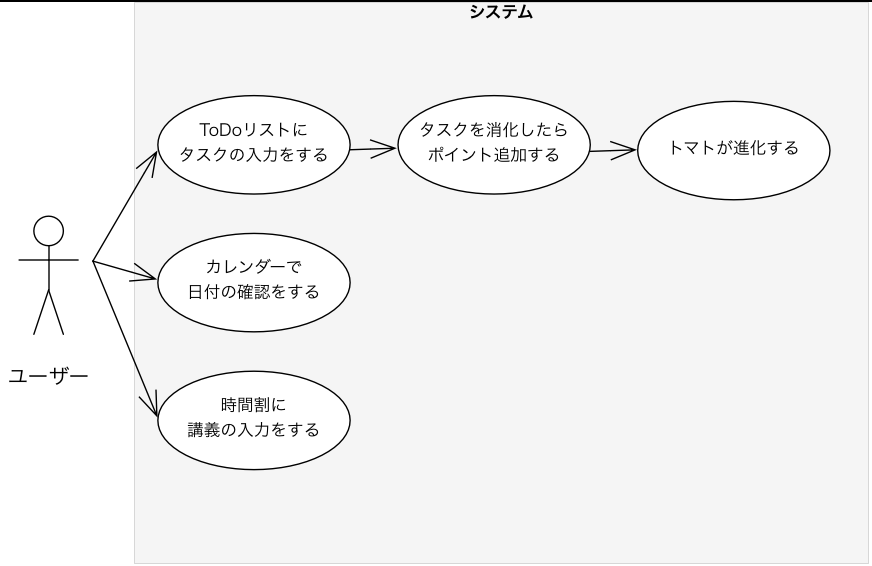 システム
ToDoリストに
タスクの入力をする
タスクを消化したら
ポイント追加する
トマトが進化する
カレンダーで
日付の確認をする
ユーザー
時間割に
講義の入力をする